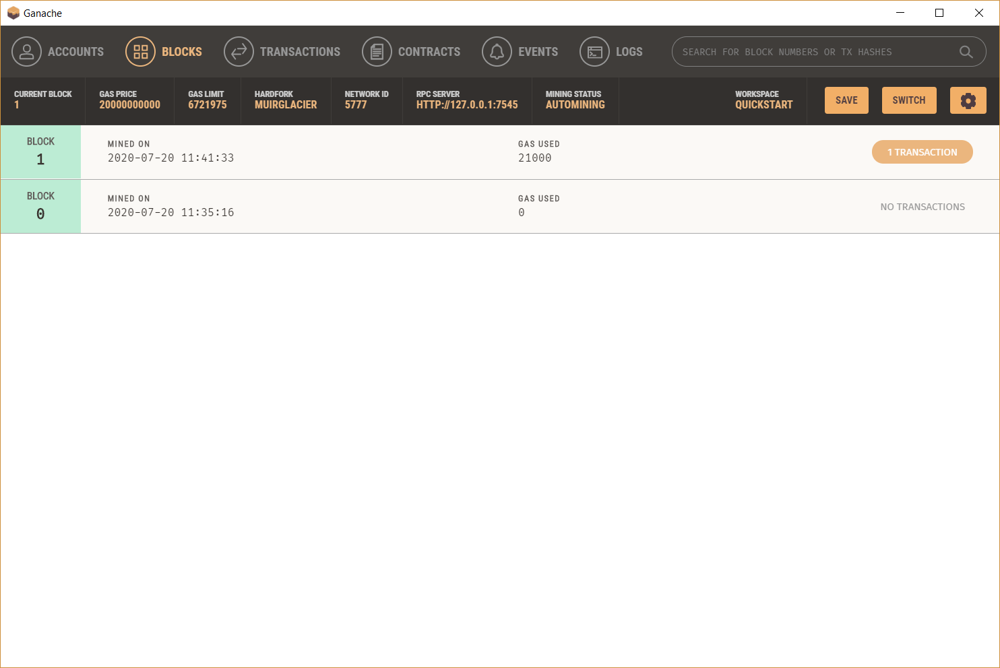 Ganache
ACCOUNTS BLOCKS TRANSACTIONS CONTRACTS EVENTS LOGS SEARCH FOR BLOCK NUMBERS OR TX HASHES
CURRENT BLOCK GAS PRICE GAS LIMIT HARDFORK NETWORK ID RPC SERVER MINING STATUS WORKSPACE
1 20000000000 6721975 MUIRGLACIER 5777 HTTP://127.0.0.1:7545 AUTOMINING QUICKSTART SAVE SWITCH
BLOCK MINED ON GAS USED
1 2020-07-20 11:41:33 21000 1 TRANSACTION
BLOCK MINED ON GAS USED
0 2020-07-20 11:35:16 0 NO TRANSACTIONS